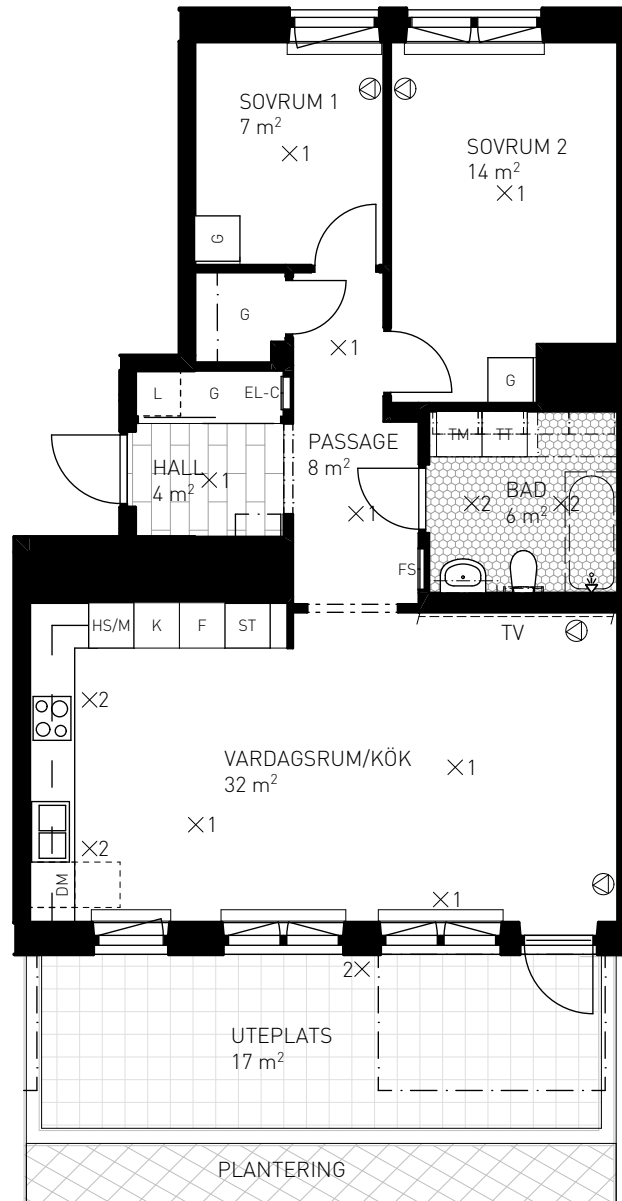 SOVRUM 1
7 m²
×1
SOVRUM 2
14 m²
×1
G
G
×1
G
L G EL-C
HALL
4 m²
×1
PASSAGE
8 m²
×1
TM TT
BAD
6 m²
×2
×2
FS
TV
HS/M K F ST
×2
VARDAGSRUM/KÖK
32 m²
×1
×1
×2
DM
×1
2×
UTEPLATS
17 m²
PLANTERING